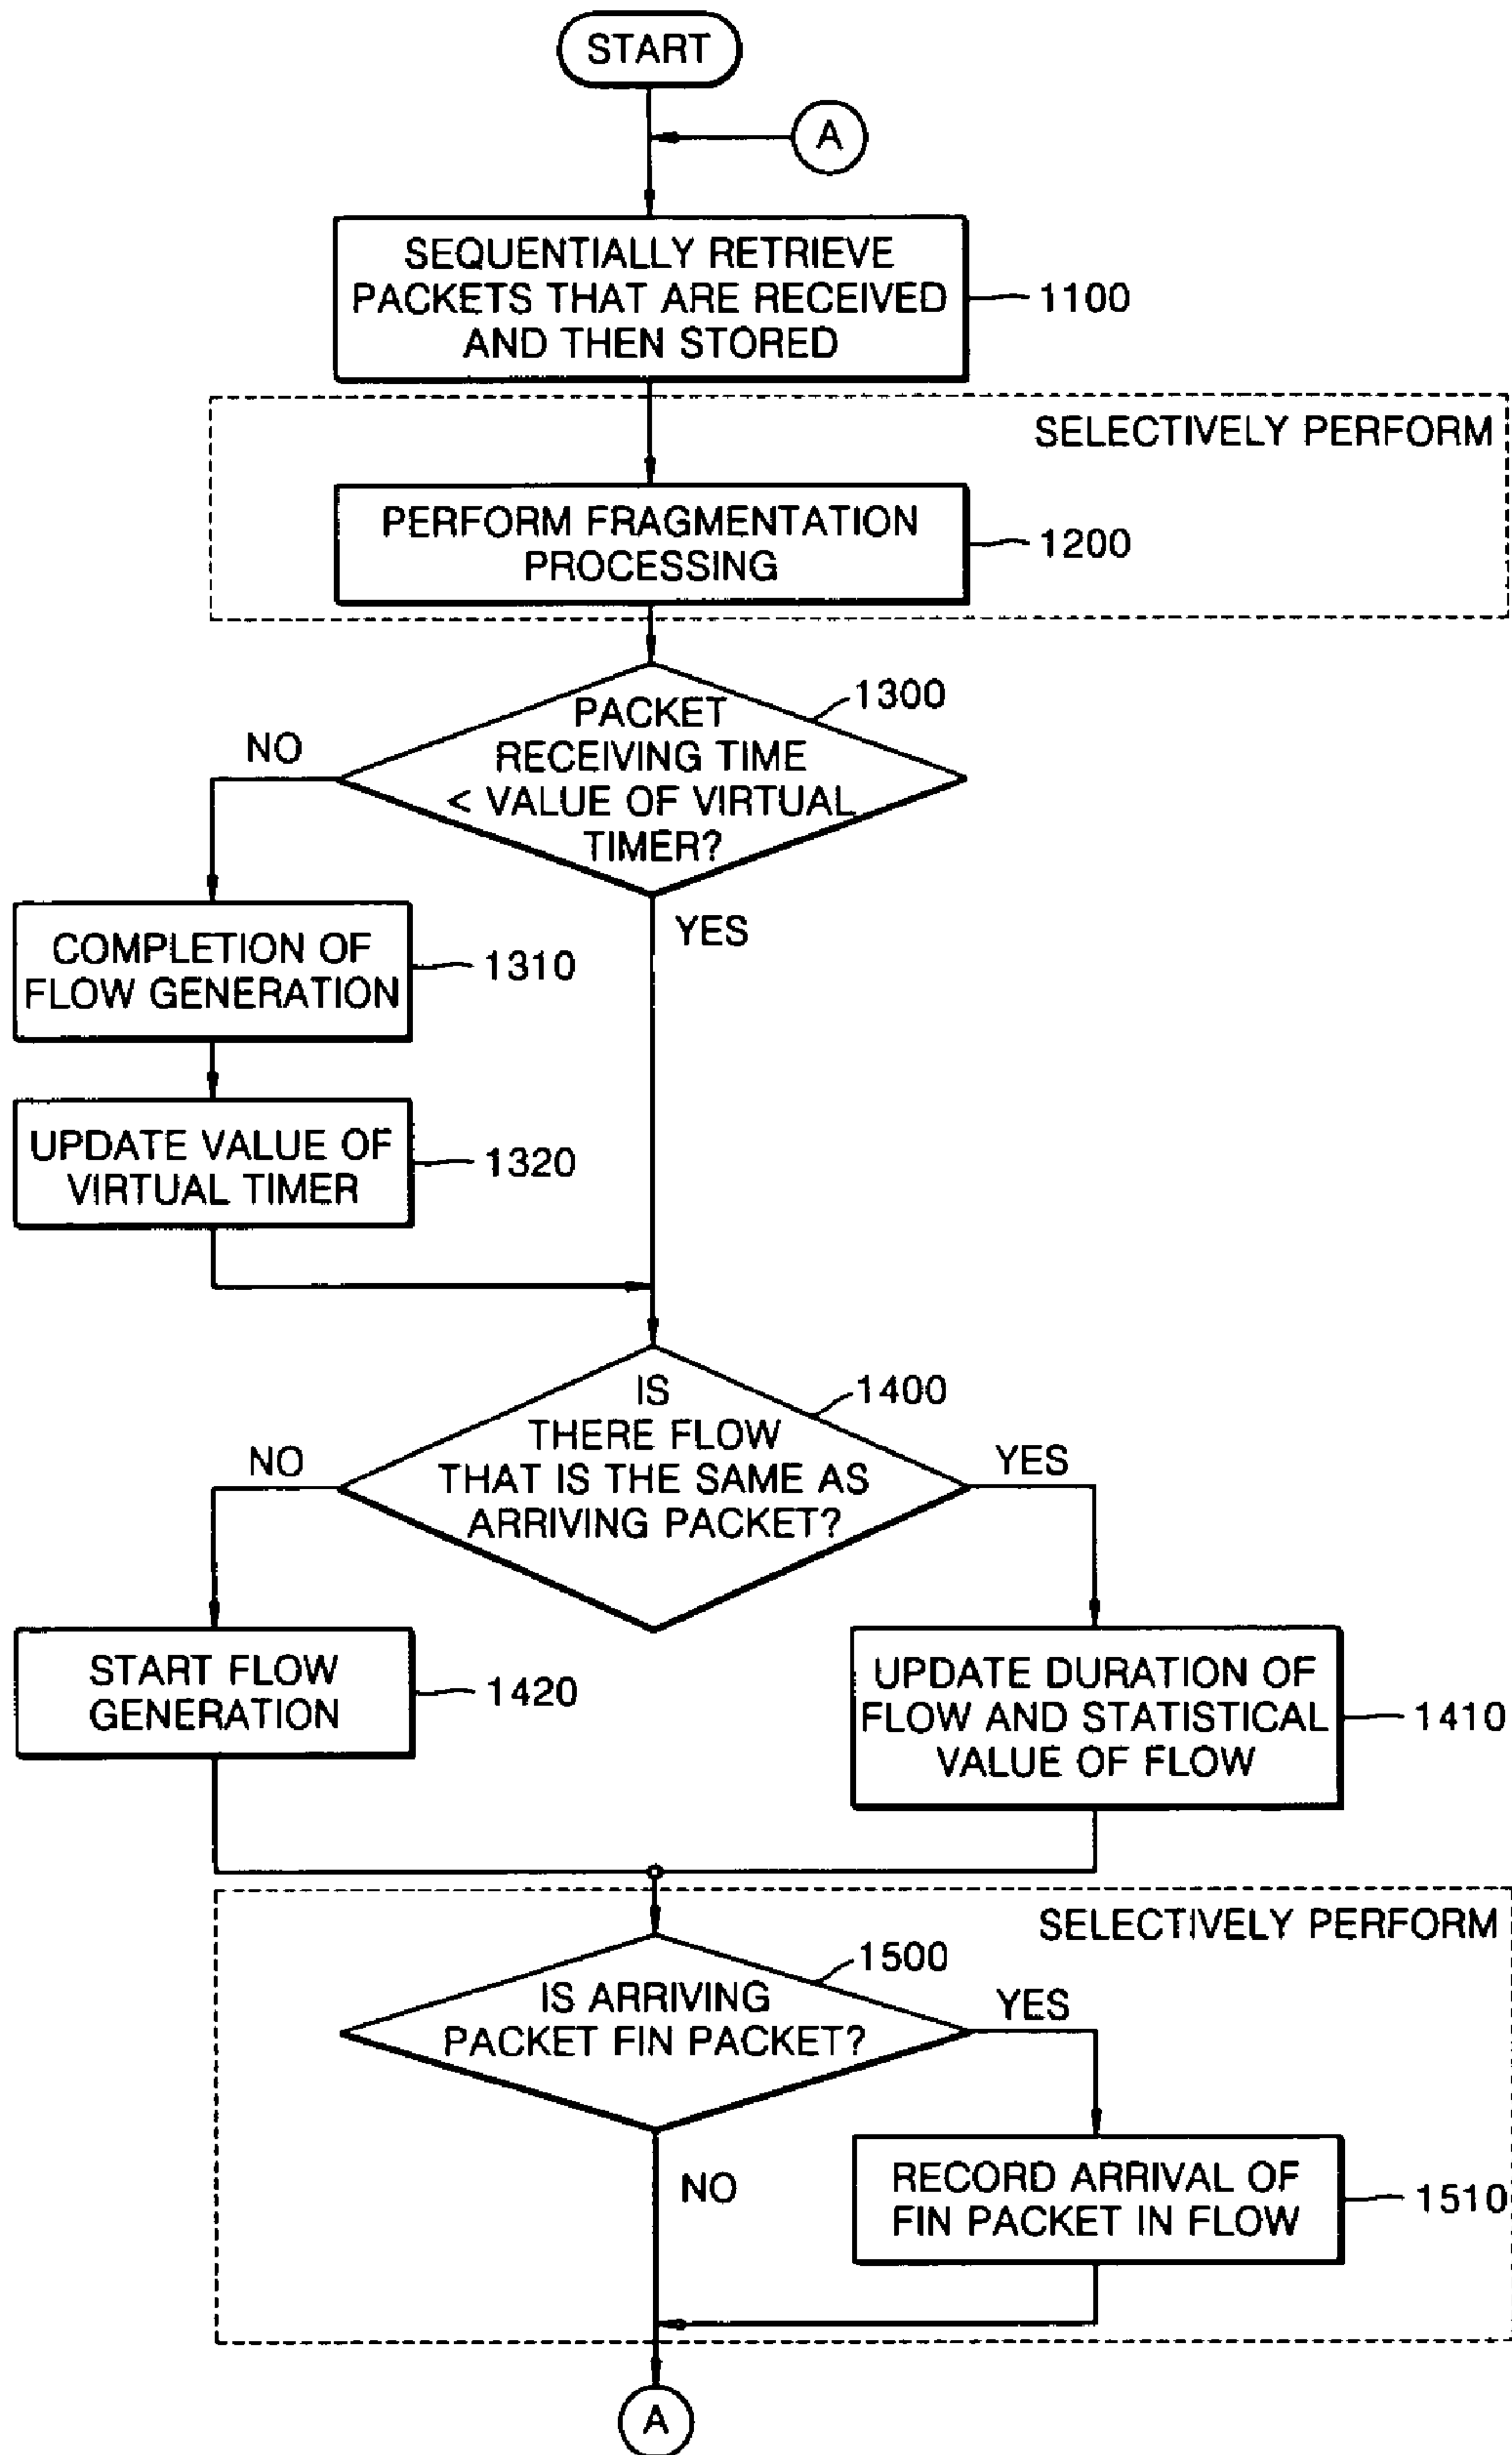 START
A
SEQUENTIALLY RETRIEVE
PACKETS THAT ARE RECEIVED
AND THEN STORED
1100
SELECTIVELY PERFORM
PERFORM FRAGMENTATION
PROCESSING
1200
PACKET
RECEIVING TIME
< VALUE OF VIRTUAL
TIMER?
1300
NO
YES
COMPLETION OF
FLOW GENERATION
1310
UPDATE VALUE OF
VIRTUAL TIMER
1320
IS
THERE FLOW
THAT IS THE SAME AS
ARRIVING PACKET?
1400
NO
YES
START FLOW
GENERATION
1420
UPDATE DURATION OF
FLOW AND STATISTICAL
VALUE OF FLOW
1410
SELECTIVELY PERFORM
IS ARRIVING
PACKET FIN PACKET?
1500
YES
NO
RECORD ARRIVAL OF
FIN PACKET IN FLOW
1510
A